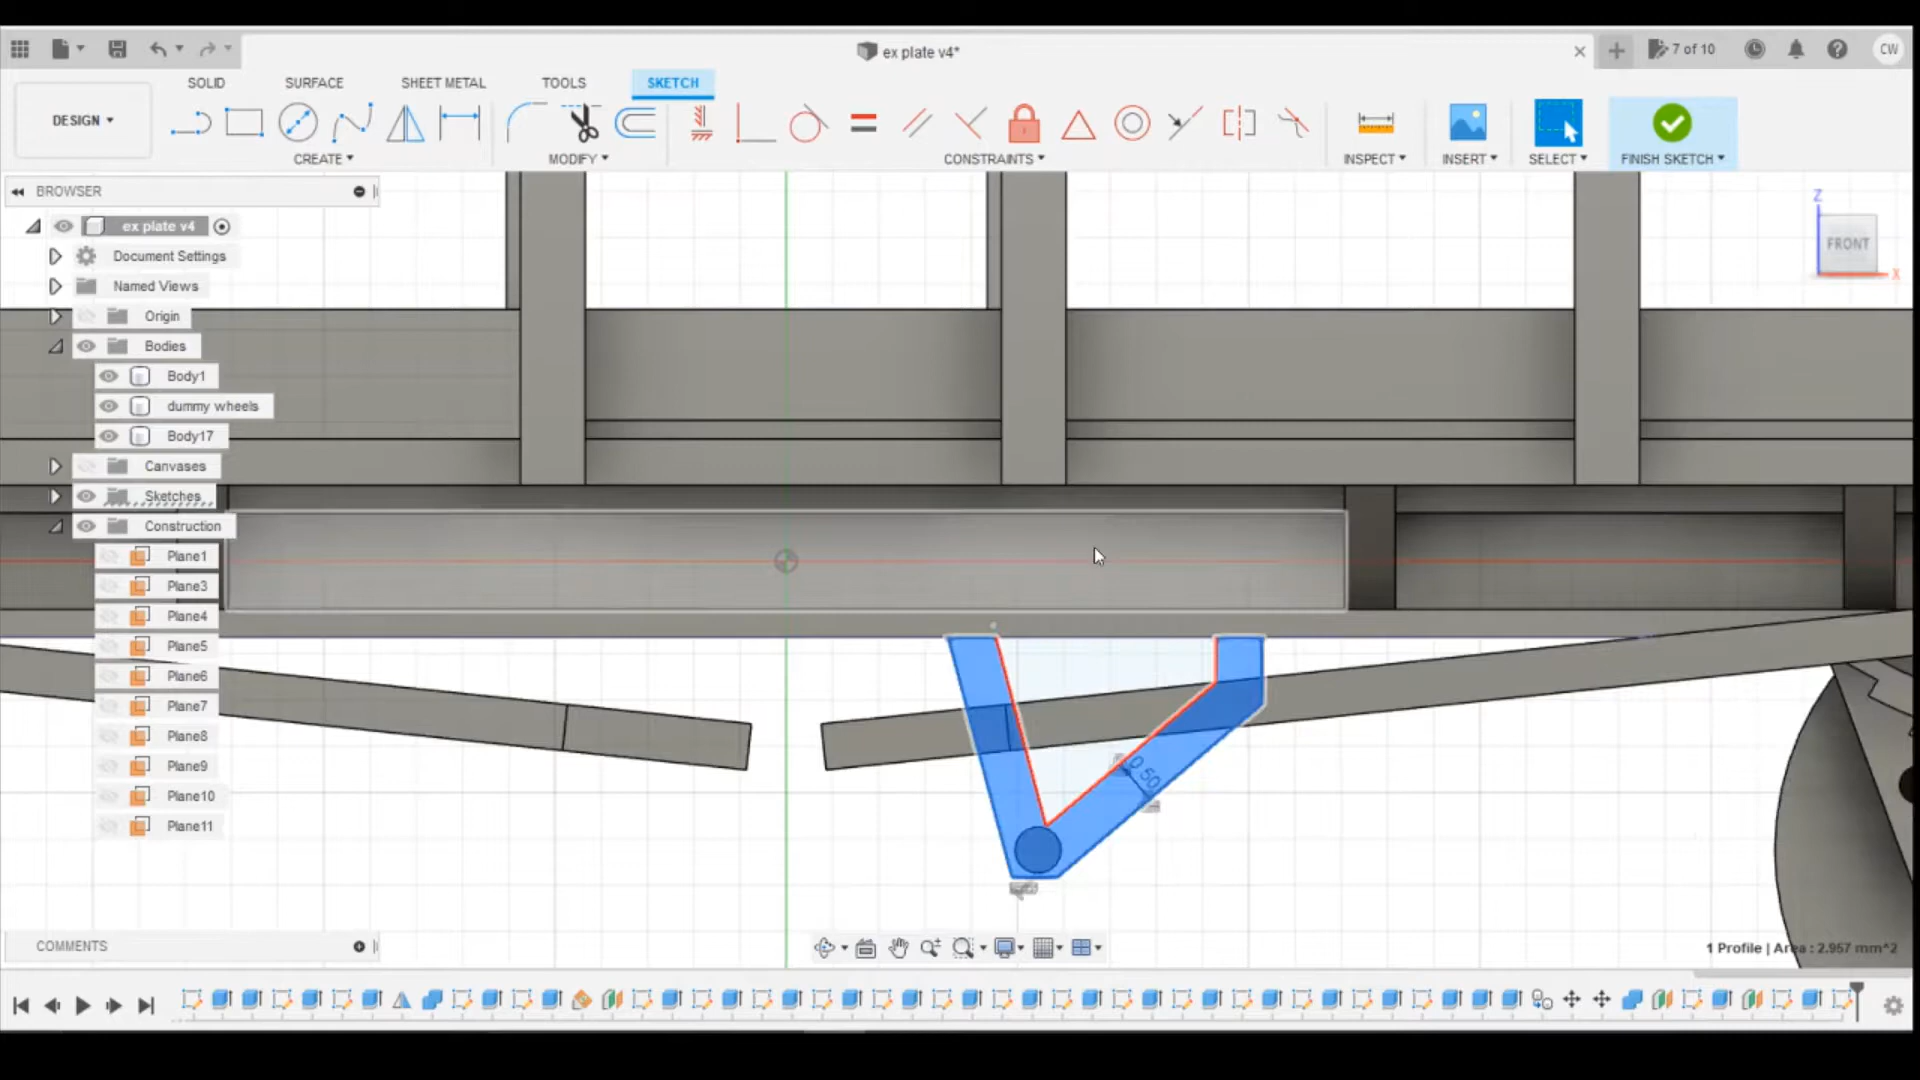 ex plate v4*
7 of 10
CW
DESIGN
SOLID
SURFACE
SHEET METAL
TOOLS
SKETCH
CREATE
MODIFY
CONSTRAINTS
INSPECT
INSERT
SELECT
FINISH SKETCH
BROWSER
ex plate v4
Document Settings
Named Views
Origin
Bodies
Body1
dummy wheels
Body17
Canvases
Sketches
Construction
Plane1
Plane3
Plane4
Plane5
Plane6
Plane7
Plane8
Plane9
Plane10
Plane11
Z
FRONT
X
0.50
COMMENTS
1 Profile | Area : 2.957 mm^2